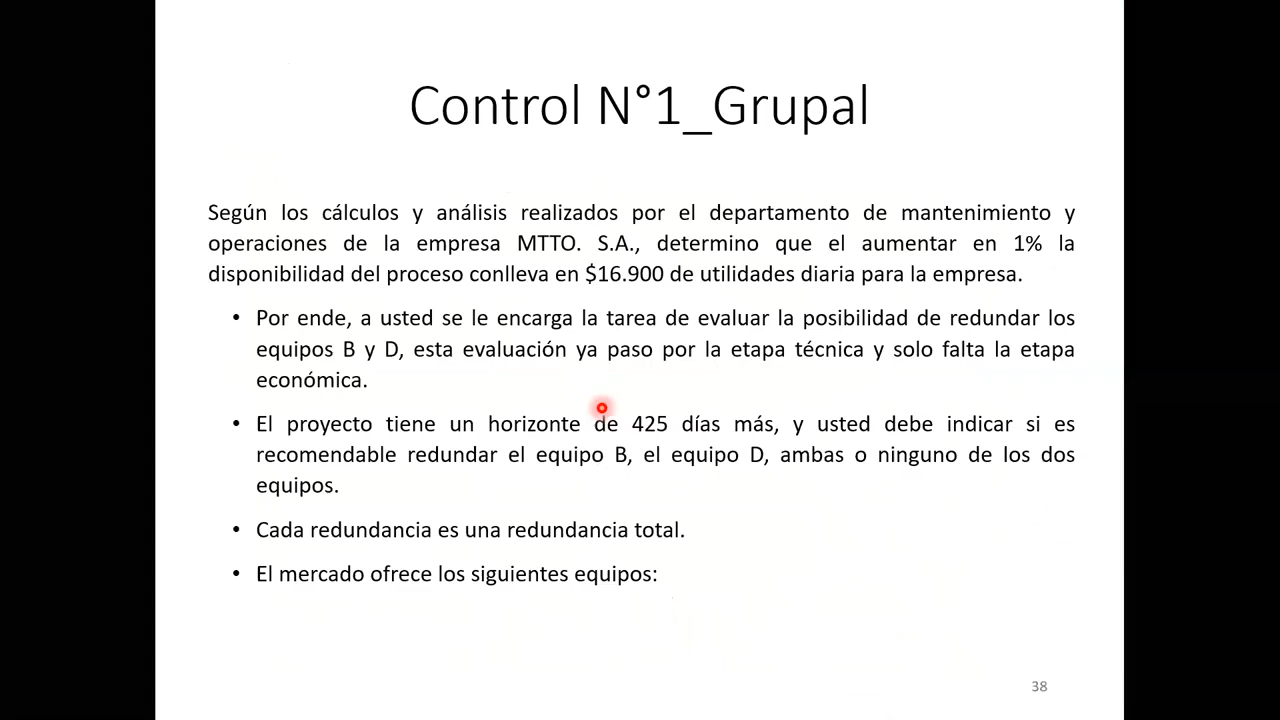 Control N°1_Grupal
Según los cálculos y análisis realizados por el departamento de mantenimiento y
operaciones de la empresa MTTO. S.A., determino que el aumentar en 1% la
disponibilidad del proceso conlleva en $16.900 de utilidades diaria para la empresa.
• Por ende, a usted se le encarga la tarea de evaluar la posibilidad de redundar los
equipos B y D, esta evaluación ya paso por la etapa técnica y solo falta la etapa
económica.
• El proyecto tiene un horizonte de 425 días más, y usted debe indicar si es
recomendable redundar el equipo B, el equipo D, ambas o ninguno de los dos
equipos.
• Cada redundancia es una redundancia total.
• El mercado ofrece los siguientes equipos:
38